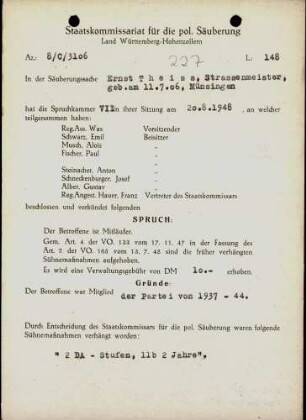 Staatskommissariat für die pol. Säuberung
Land Württemberg-Hohenzollern
Az.: 8/C/3106
227
L: 148
In der Säuberungssache Ernst Theiss, Strassenmeister,
geb.am 11.7.06, Münsingen
hat die Spruchkammer VII in ihrer Sitzung am 20.8.1948, an welcher
teilgenommen haben:
Reg.Ass. Wax Vorsitzender
Schwarz, Emil Beisitzer
Musch, Alois "
Fischer, Paul "
Steinacher, Anton "
Schneckenburger, Josef "
Alber, Gustav "
Reg.Angest. Hauer, Franz Vertreter des Staatskommissars
beschlossen und verkündet folgenden
SPRUCH:
Der Betroffene ist Mitläufer.
Gem. Art. 4 der VO. 133 vom 17. 11. 47 in der Fassung des
Art. 2 der VO. 165 vom 13. 7. 48 sind die früher verhängten
Sühnemaßnahmen aufgehoben.
Es wird eine Verwaltungsgebühr von DM 10.- erhoben.
Gründe:
Der Betroffene war Mitglied
der Partei von 1937 - 44.
Durch Entscheidung des Staatskommissars für die pol. Säuberung waren folgende
Sühnemaßnahmen verhängt worden:
" 2 DA - Stufen, 11b 2 Jahre",